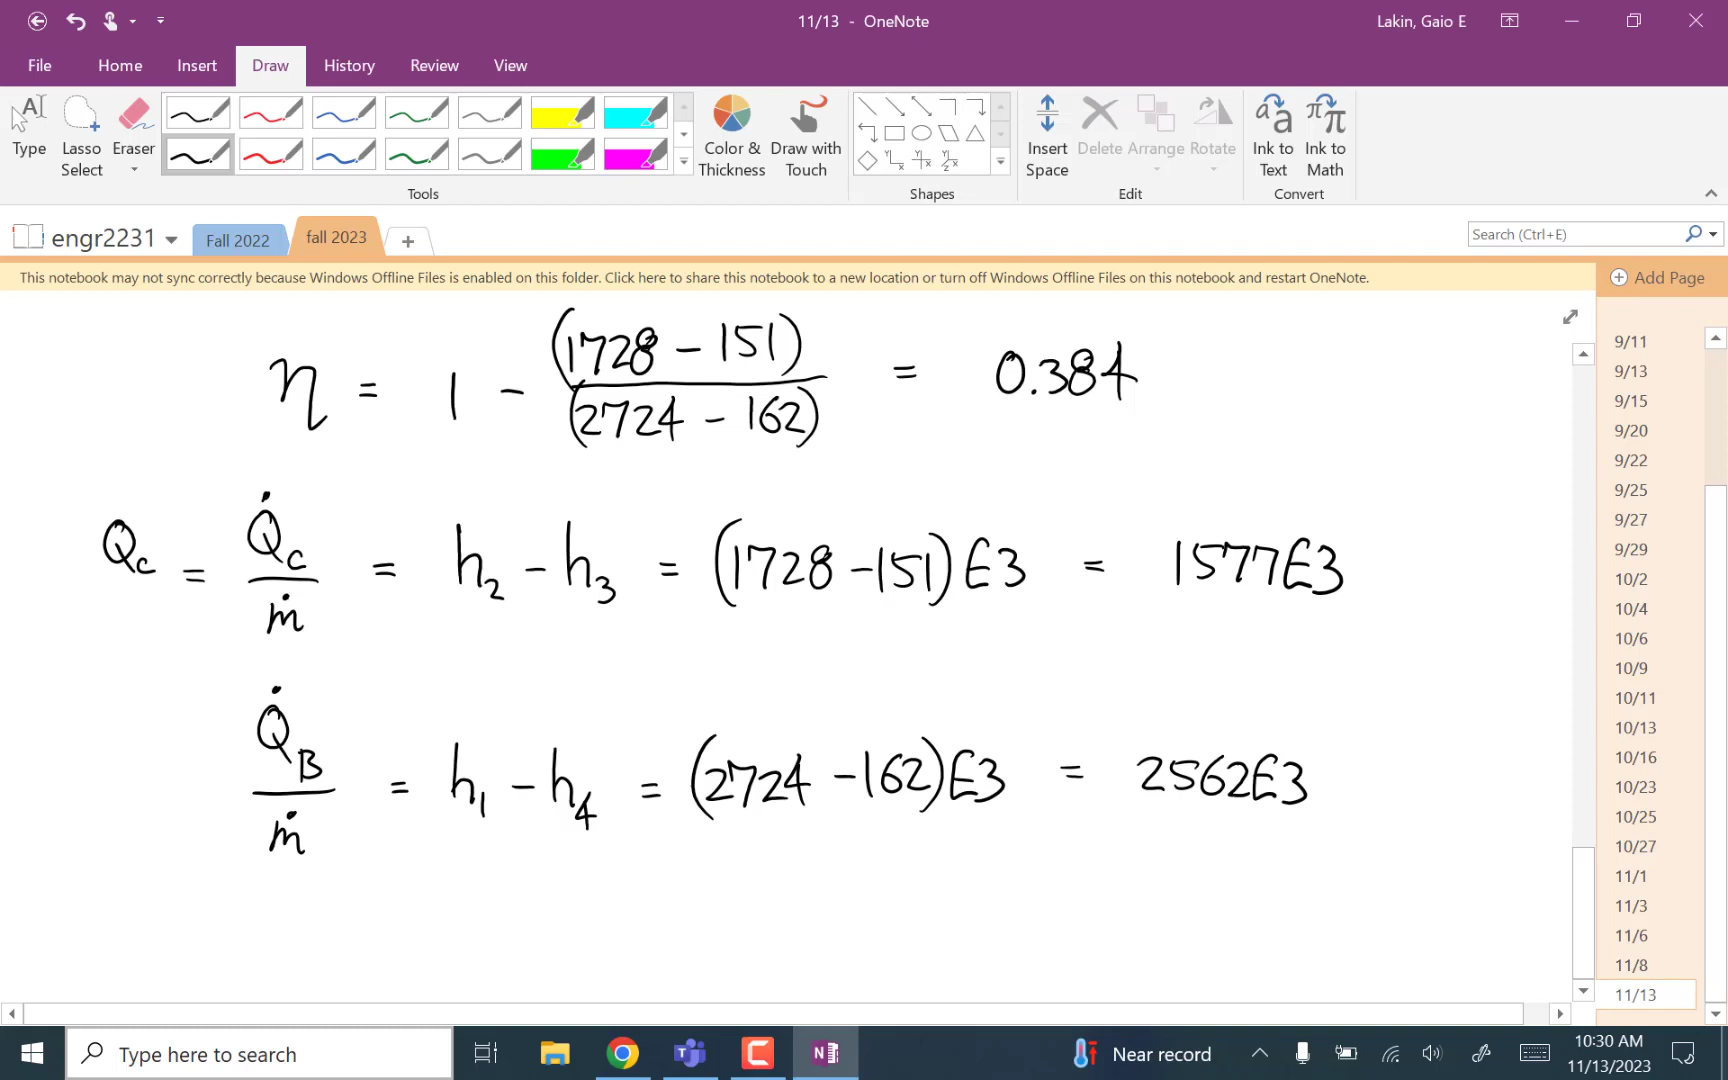 11/13 - OneNote
Lakin, Gaio E
File Home Insert Draw History Review View
Type
Lasso Select
Eraser
Color & Thickness
Draw with Touch
Insert Space
Delete Arrange Rotate
Ink to Text
Ink to Math
Tools Shapes Edit Convert
engr2231 Fall 2022 fall 2023
Search (Ctrl+E)
This notebook may not sync correctly because Windows Offline Files is enabled on this folder. Click here to share this notebook to a new location or turn off Windows Offline Files on this notebook and restart OneNote.
Add Page
η = 1 - (1728 - 151) / (2724 - 162) = 0.384
Qc = Q̇c / ṁ = h2 - h3 = (1728 - 151)E3 = 1577E3
Q̇B / ṁ = h1 - h4 = (2724 - 162)E3 = 2562E3
9/11
9/13
9/15
9/20
9/22
9/25
9/27
9/29
10/2
10/4
10/6
10/9
10/11
10/13
10/16
10/23
10/25
10/27
11/1
11/3
11/6
11/8
11/13
Type here to search
Near record
10:30 AM
11/13/2023